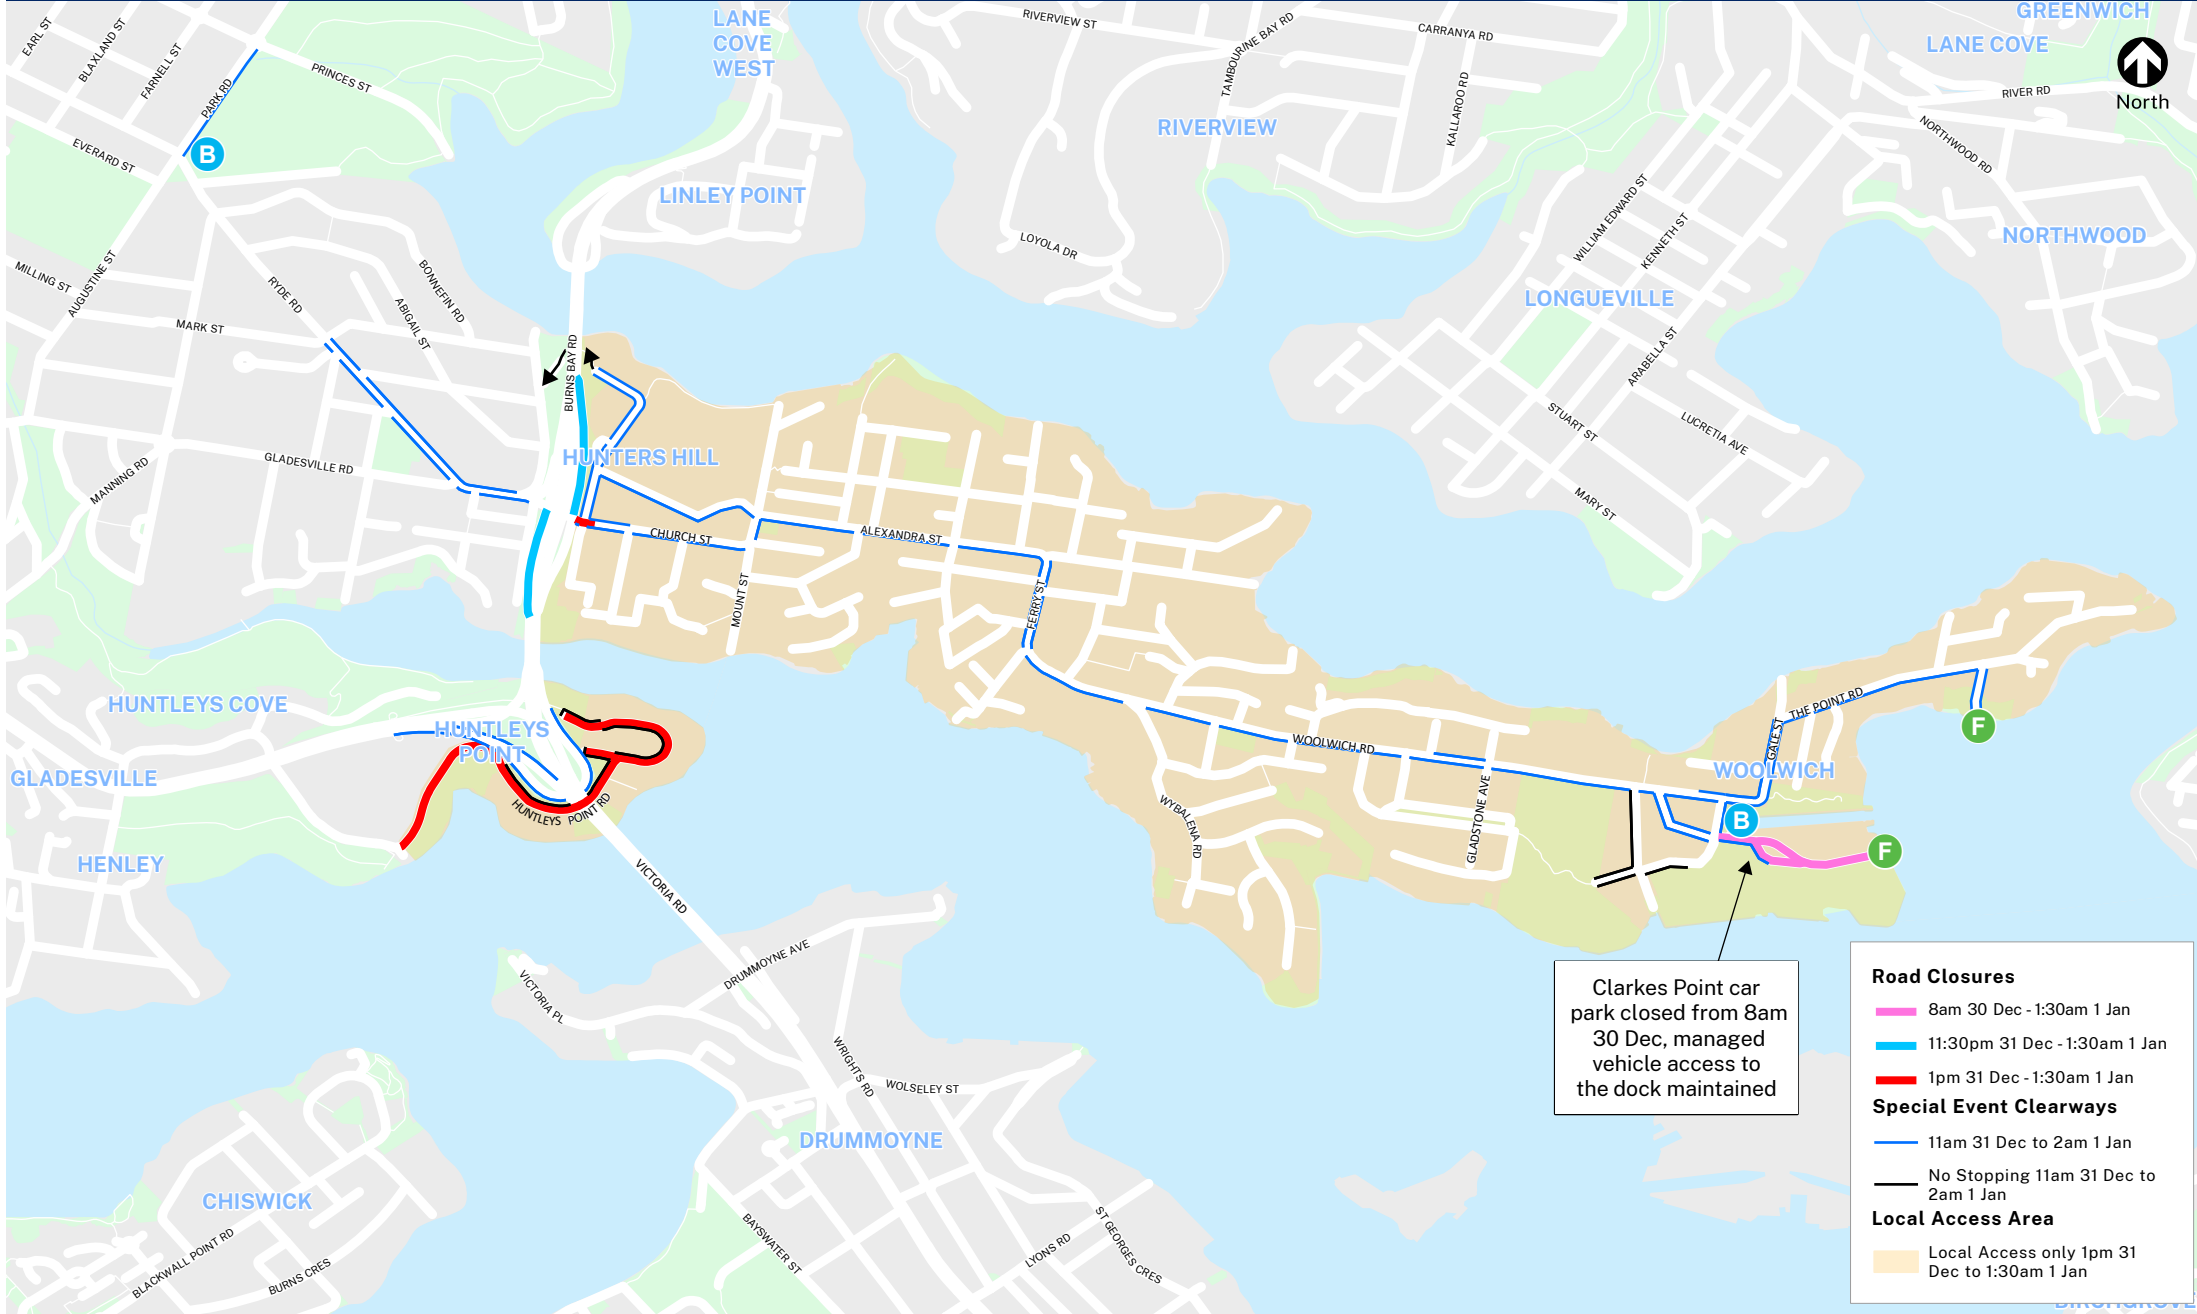 EARL ST
BLAXLAND ST
FARNELL ST
PARK RD
PRINCES ST
EVERARD ST
B
LANE
COVE
WEST
RIVERVIEW ST
TAMBOURINE BAY RD
CARRANYA RD
KALLAROO RD
RIVERVIEW
GREENWICH
LANE COVE
North
RIVER RD
NORTHWOOD RD
LINLEY POINT
LOYOLA DR
WILLIAM EDWARD ST
KENNETH ST
NORTHWOOD
LONGUEVILLE
MILLING ST
AUGUSTINE ST
RYDE RD
BONNEFIN RD
ABIGAIL ST
MARK ST
BURNS BAY RD
ARABELLA ST
STUART ST
LUCRETIA AVE
MARY ST
MANNING RD
GLADESVILLE RD
HUNTERS HILL
CHURCH ST
ALEXANDRA ST
MOUNT ST
FERRY ST
HUNTLEYS COVE
HUNTLEYS
POINT
GLADESVILLE
HUNTLEYS POINT RD
HENLEY
VICTORIA RD
WOOLWICH RD
WYBALENA RD
GLADSTONE AVE
THE POINT RD
GALE ST
WOOLWICH
F
B
F
VICTORIA PL
DRUMMOYNE AVE
WRIGHTS RD
WOLSELEY ST
DRUMMOYNE
CHISWICK
BLACKWALL POINT RD
BURNS CRES
BAYSWATER ST
LYONS RD
ST GEORGES CRES
Clarkes Point car
park closed from 8am
30 Dec, managed
vehicle access to
the dock maintained
Road Closures
8am 30 Dec - 1:30am 1 Jan
11:30pm 31 Dec - 1:30am 1 Jan
1pm 31 Dec - 1:30am 1 Jan
Special Event Clearways
11am 31 Dec to 2am 1 Jan
No Stopping 11am 31 Dec to
2am 1 Jan
Local Access Area
Local Access only 1pm 31
Dec to 1:30am 1 Jan